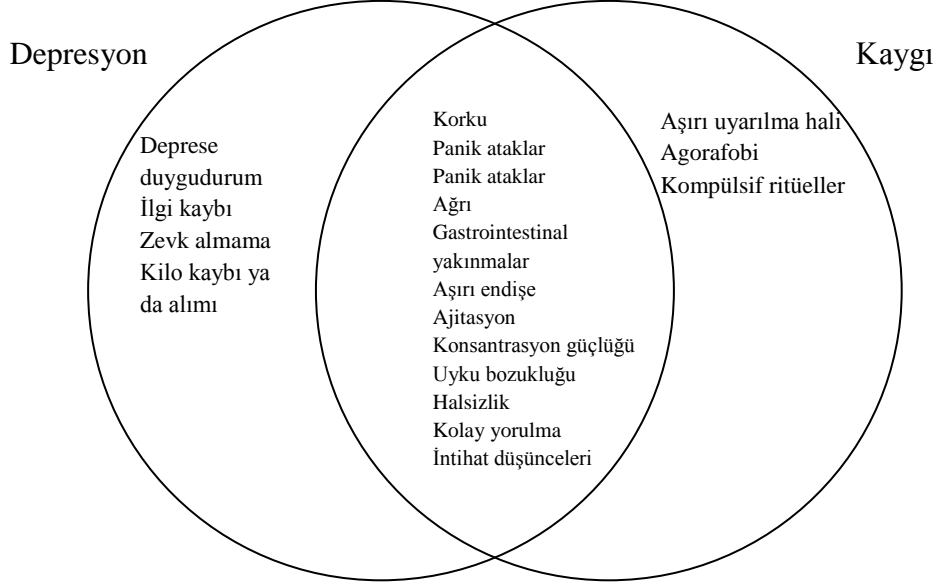 Depresyon
Kaygı
Deprese
duygudurum
İlgi kaybı
Zevk almama
Kilo kaybı ya
da alımı
Korku
Panik ataklar
Panik ataklar
Ağrı
Gastrointestinal
yakınmalar
Aşırı endişe
Ajitasyon
Konsantrasyon güçlüğü
Uyku bozukluğu
Halsizlik
Kolay yorulma
İntihat düşünceleri
Aşırı uyarılma hali
Agorafobi
Kompülsif ritüeller